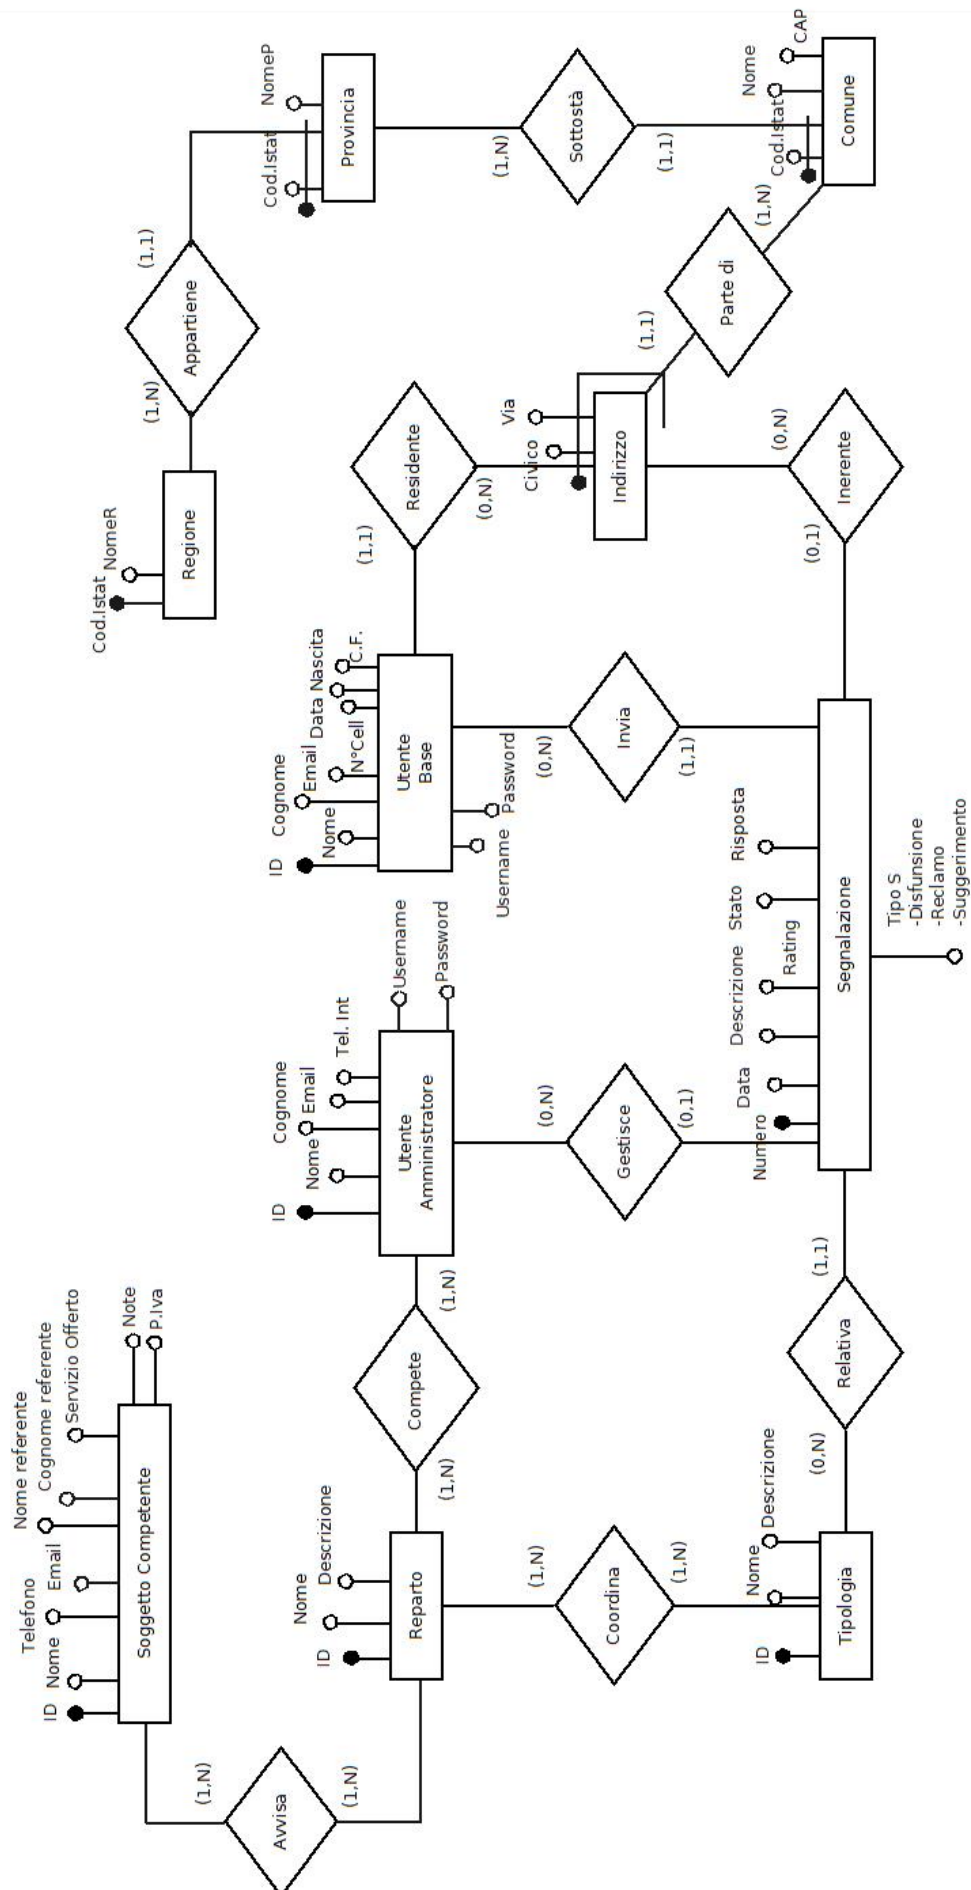 ID
Nome
Telefono
Email
Nome referente
Cognome referente
Servizio Offerto
Note
P.Iva
Soggetto Competente
(1,N)
Avvisa
(1,N)
ID
Nome
Descrizione
Reparto
(1,N)
Compete
(1,N)
ID
Nome
Cognome
Email
Tel. Int
Username
Password
Utente
Amministratore
ID
Nome
Cognome
Email
N°Cell
Data Nascita
C.F.
Utente
Base
Username
Password
(1,1)
Residente
(0,N)
Cod.Istat
NomeR
Regione
(1,N)
Appartiene
(1,1)
Cod.Istat
NomeP
Provincia
(1,N)
Sottostà
(1,1)
Cod.Istat
Nome
CAP
Comune
(1,N)
Parte di
(1,1)
Civico
Via
Indirizzo
(0,N)
Inerente
(0,1)
(0,N)
Invia
(1,1)
(0,N)
Gestisce
(0,1)
(1,N)
Coordina
(1,N)
ID
Nome
Descrizione
Tipologia
(0,N)
Relativa
(1,1)
Numero
Data
Descrizione
Rating
Stato
Risposta
Segnalazione
Tipo S
-Disfunsione
-Reclamo
-Suggerimento